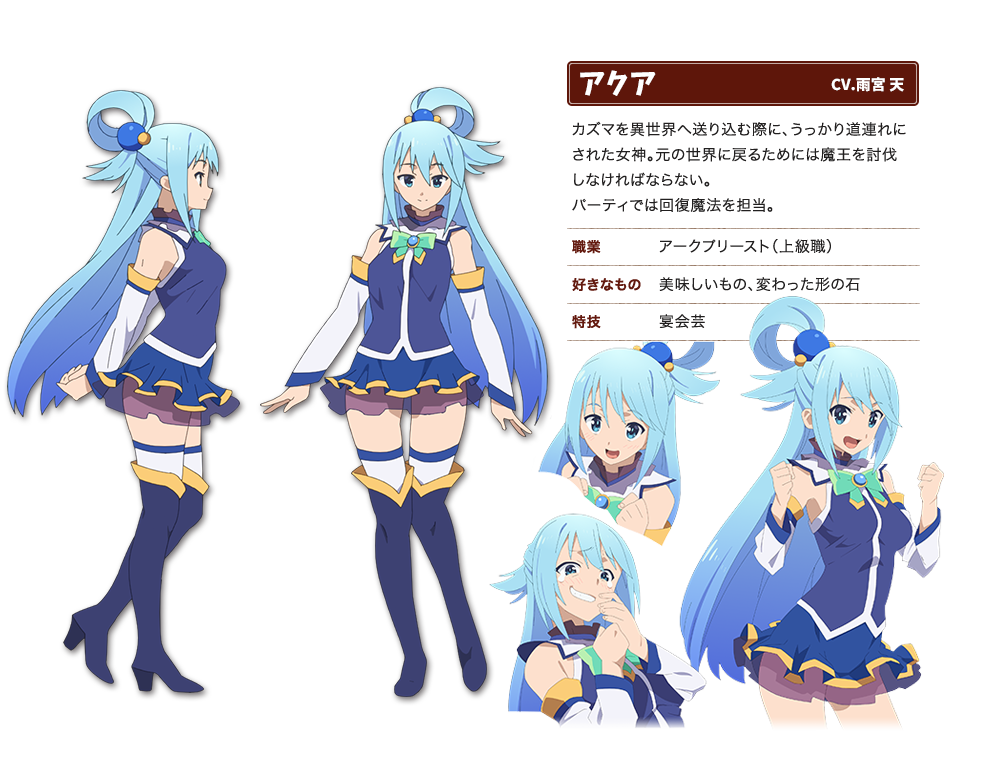 アクア CV.雨宮 天
カズマを異世界へ送り込む際に、うっかり道連れに
された女神。元の世界に戻るためには魔王を討伐
しなければならない。
パーティでは回復魔法を担当。
職業 アークプリースト（上級職）
好きなもの 美味しいもの、変わった形の石
特技 宴会芸